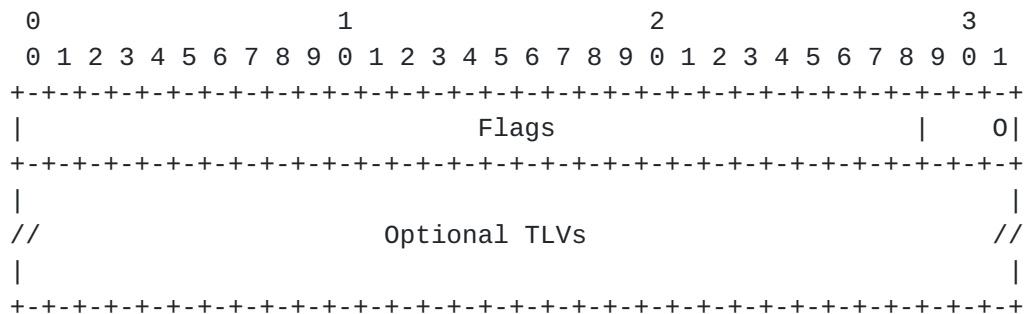 0                   1                   2                   3
 0 1 2 3 4 5 6 7 8 9 0 1 2 3 4 5 6 7 8 9 0 1 2 3 4 5 6 7 8 9 0 1
+-+-+-+-+-+-+-+-+-+-+-+-+-+-+-+-+-+-+-+-+-+-+-+-+-+-+-+-+-+-+-+-+
|                             Flags                       |    O|
+-+-+-+-+-+-+-+-+-+-+-+-+-+-+-+-+-+-+-+-+-+-+-+-+-+-+-+-+-+-+-+-+
|                                                               |
//                      Optional TLVs                          //
|                                                               |
+-+-+-+-+-+-+-+-+-+-+-+-+-+-+-+-+-+-+-+-+-+-+-+-+-+-+-+-+-+-+-+-+